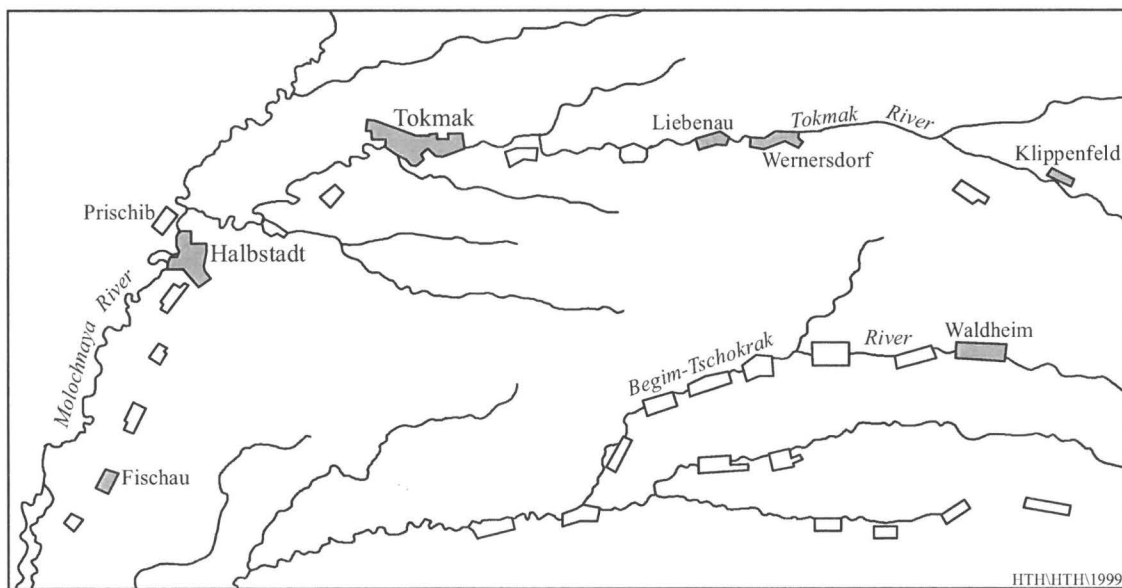 Tokmak
Liebenau
Tokmak River
Wernersdorf
Klippenfeld
Prischib
Halbstadt
Molochnaya River
Waldheim
Begim-Tschokrak River
Fischau
HTH\HTH\1999